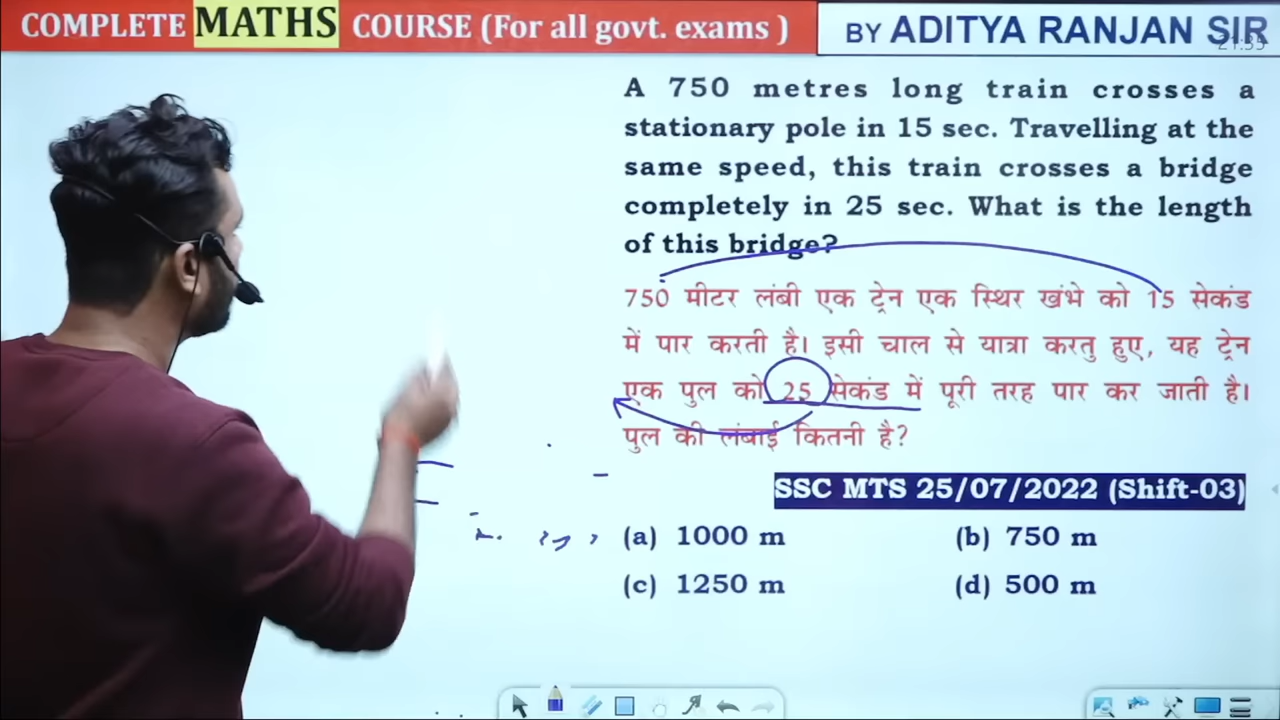 COMPLETE MATHS COURSE (For all govt. exams )
BY ADITYA RANJAN SIR
A 750 metres long train crosses a
stationary pole in 15 sec. Travelling at the
same speed, this train crosses a bridge
completely in 25 sec. What is the length
of this bridge?
750 मीटर लंबी एक ट्रेन एक स्थिर खंभे को 15 सेकंड
में पार करती है। इसी चाल से यात्रा करतु हुए, यह ट्रेन
एक पुल को 25 सेकंड में पूरी तरह पार कर जाती है।
पुल की लंबाई कितनी है?
SSC MTS 25/07/2022 (Shift-03)
(a) 1000 m (b) 750 m
(c) 1250 m (d) 500 m